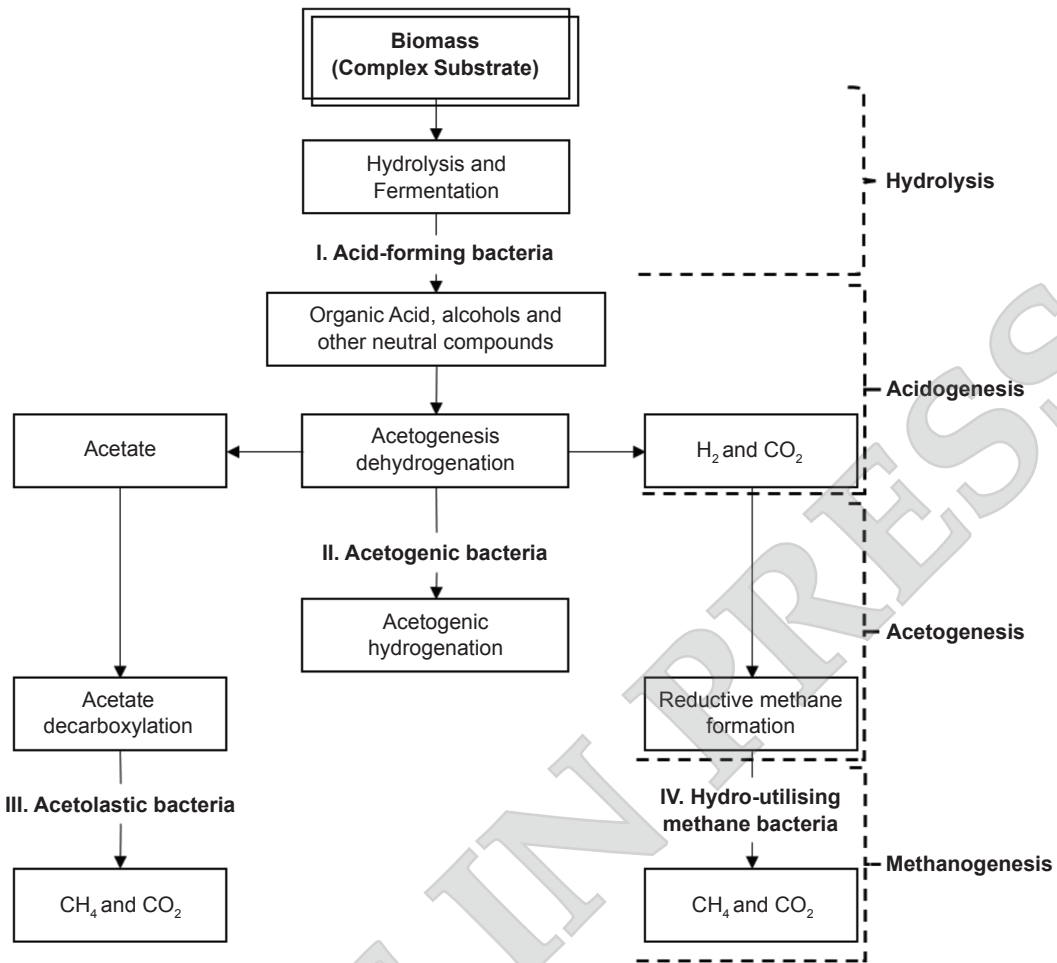 Biomass
(Complex Substrate)
Hydrolysis and
Fermentation
Hydrolysis
I. Acid-forming bacteria
Organic Acid, alcohols and
other neutral compounds
Acidogenesis
Acetate
Acetogenesis
dehydrogenation
H₂ and CO₂
II. Acetogenic bacteria
Acetogenic
hydrogenation
Acetogenesis
Acetate
decarboxylation
Reductive methane
formation
III. Acetolastic bacteria
IV. Hydro-utilising
methane bacteria
Methanogenesis
CH₄ and CO₂
CH₄ and CO₂
IN PRESS